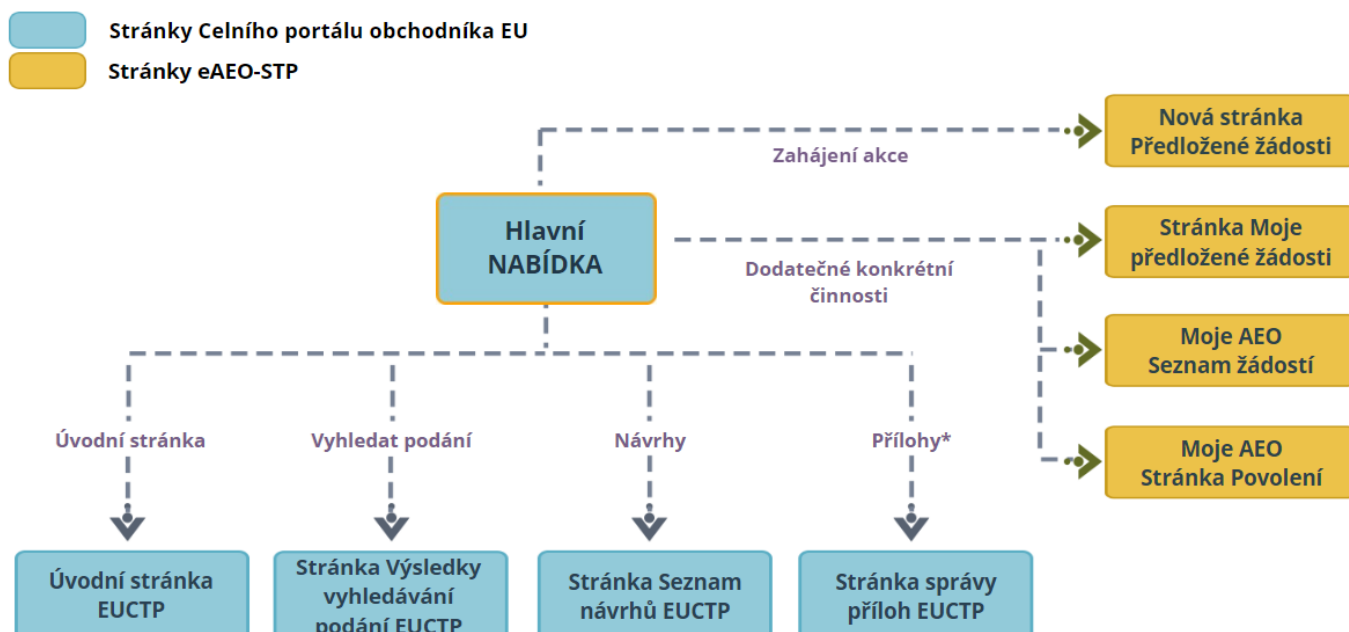 Stránky Celního portálu obchodníka EU
Stránky eAEO-STP
Nová stránka
Předložené žádosti
Zahájení akce
Hlavní
NABÍDKA
Stránka Moje
předložené žádosti
Dodatečné konkrétní
činnosti
Moje AEO
Seznam žádostí
Moje AEO
Stránka Povolení
Úvodní stránka
Vyhledat podání
Návrhy
Přílohy*
Úvodní stránka
EUCTP
Stránka Výsledky
vyhledávání
podání EUCTP
Stránka Seznam
návrhů EUCTP
Stránka správy
příloh EUCTP